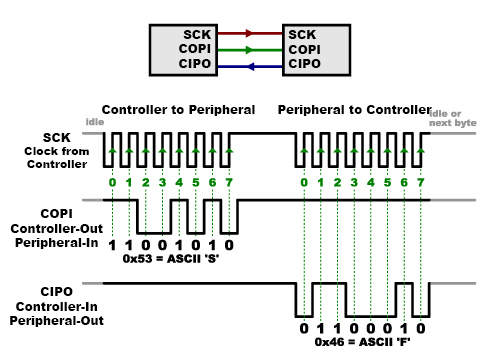 SCK
COPI
CIPO
SCK
COPI
CIPO
Controller to Peripheral
Peripheral to Controller
idle
idle or
next byte
SCK
Clock from
Controller
0 1 2 3 4 5 6 7
0 1 2 3 4 5 6 7
COPI
Controller-Out
Peripheral-In
1 1 0 0 1 0 1 0
0x53 = ASCII 'S'
CIPO
Controller-In
Peripheral-Out
0 1 1 0 0 0 1 0
0x46 = ASCII 'F'